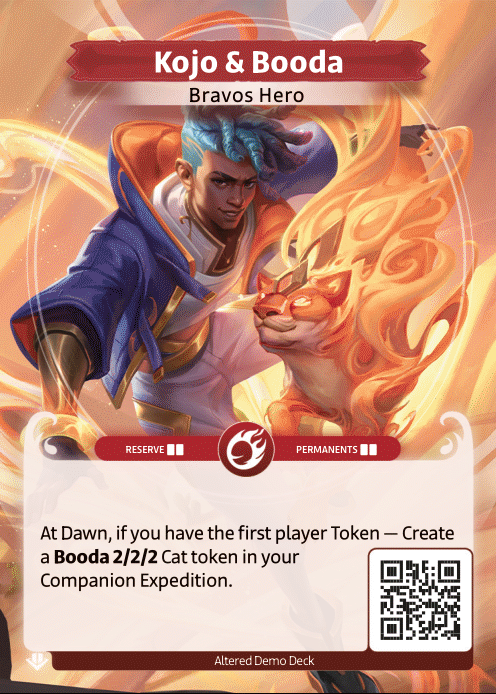 Kojo & Booda
Bravos Hero
RESERVE
PERMANENTS
At Dawn, if you have the first player Token — Create
a Booda 2/2/2 Cat token in your
Companion Expedition.
Altered Demo Deck